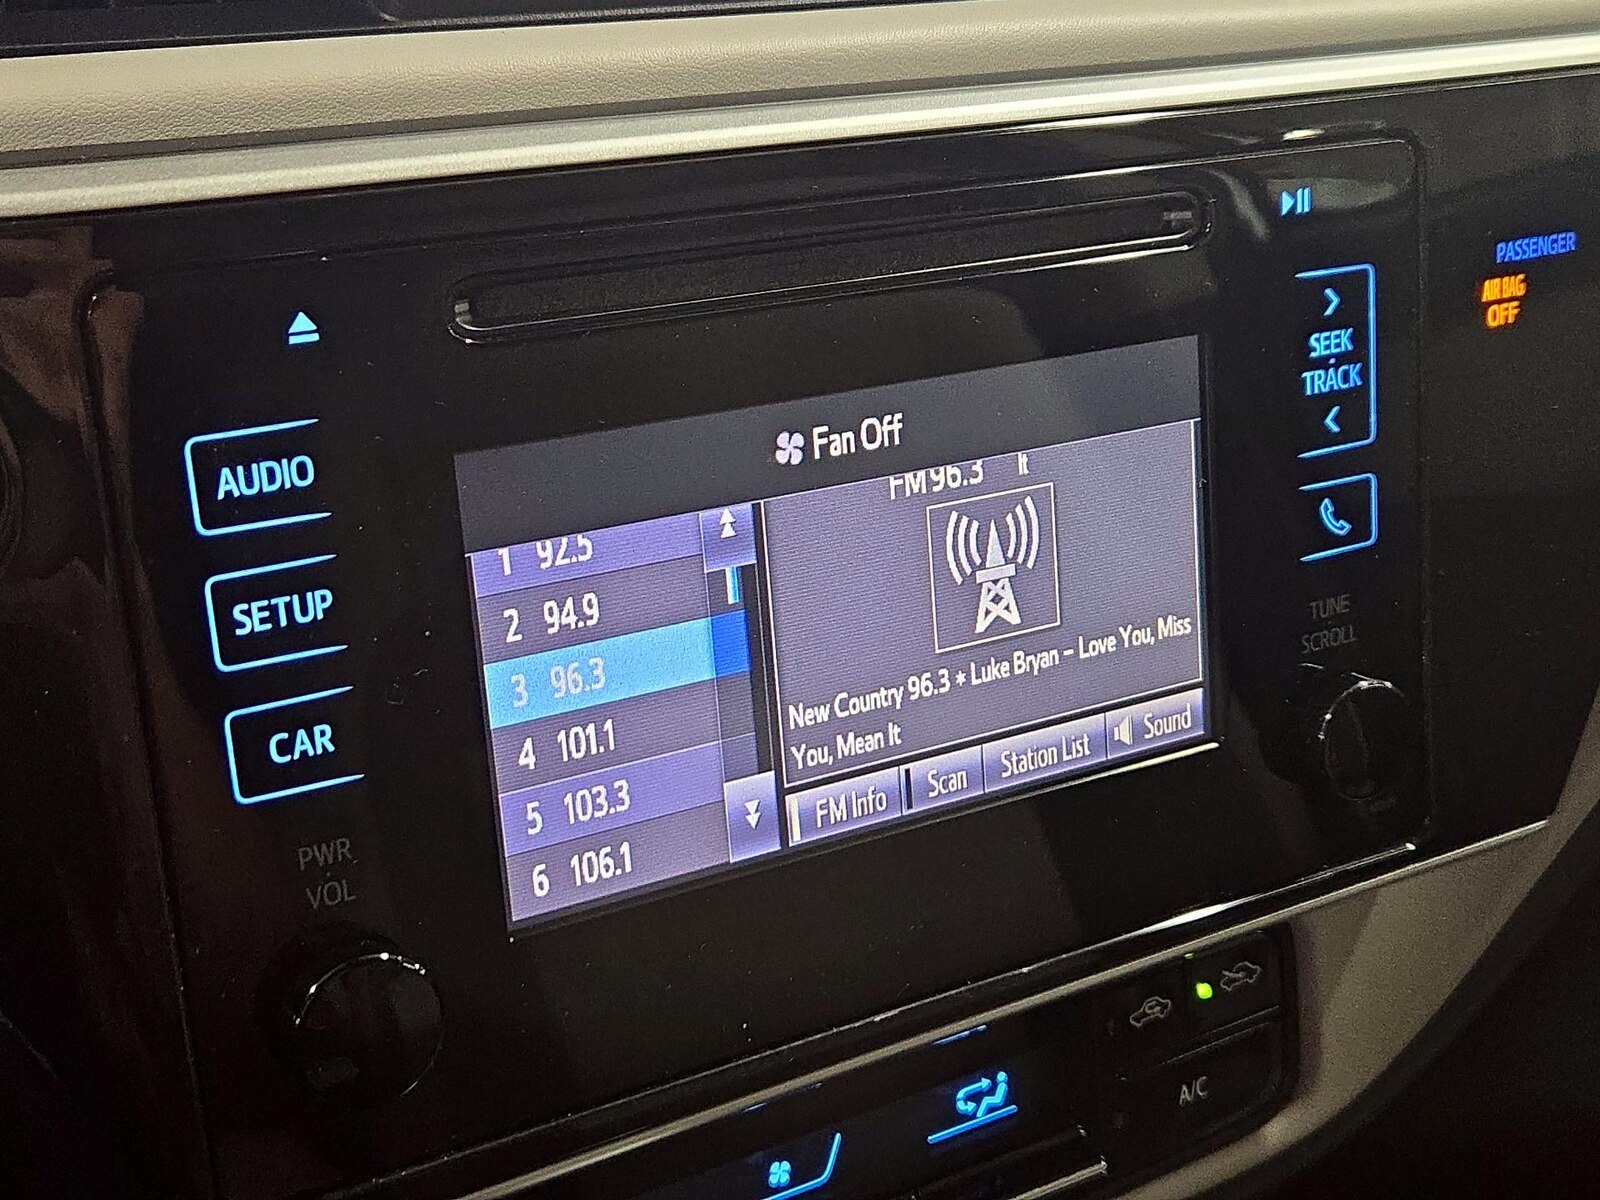 PASSENGER
AIR BAG
OFF
SEEK
TRACK
AUDIO
SETUP
CAR
PWR
VOL
TUNE
SCROLL
Fan Off
1 92.5
2 94.9
3 96.3
4 101.1
5 103.3
6 106.1
FM 96.3 It
New Country 96.3 * Luke Bryan – Love You, Miss
You, Mean It
FM Info
Scan
Station List
Sound
A/C